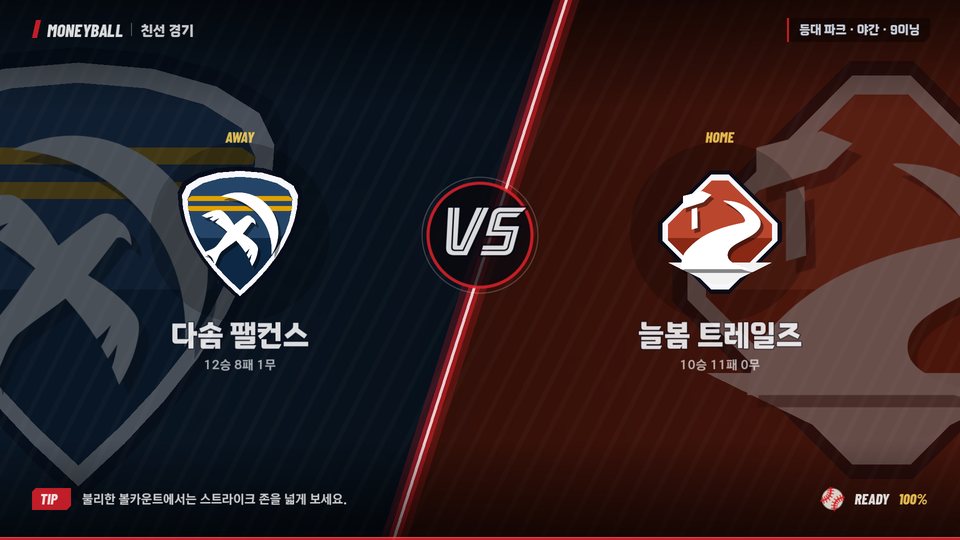 MONEYBALL 친선 경기
등대 파크 · 야간 · 9이닝
AWAY
HOME
VS
다솜 팰컨스
늘봄 트레일즈
12승 8패 1무
10승 11패 0무
TIP 불리한 볼카운트에서는 스트라이크 존을 넓게 보세요.
READY 100%